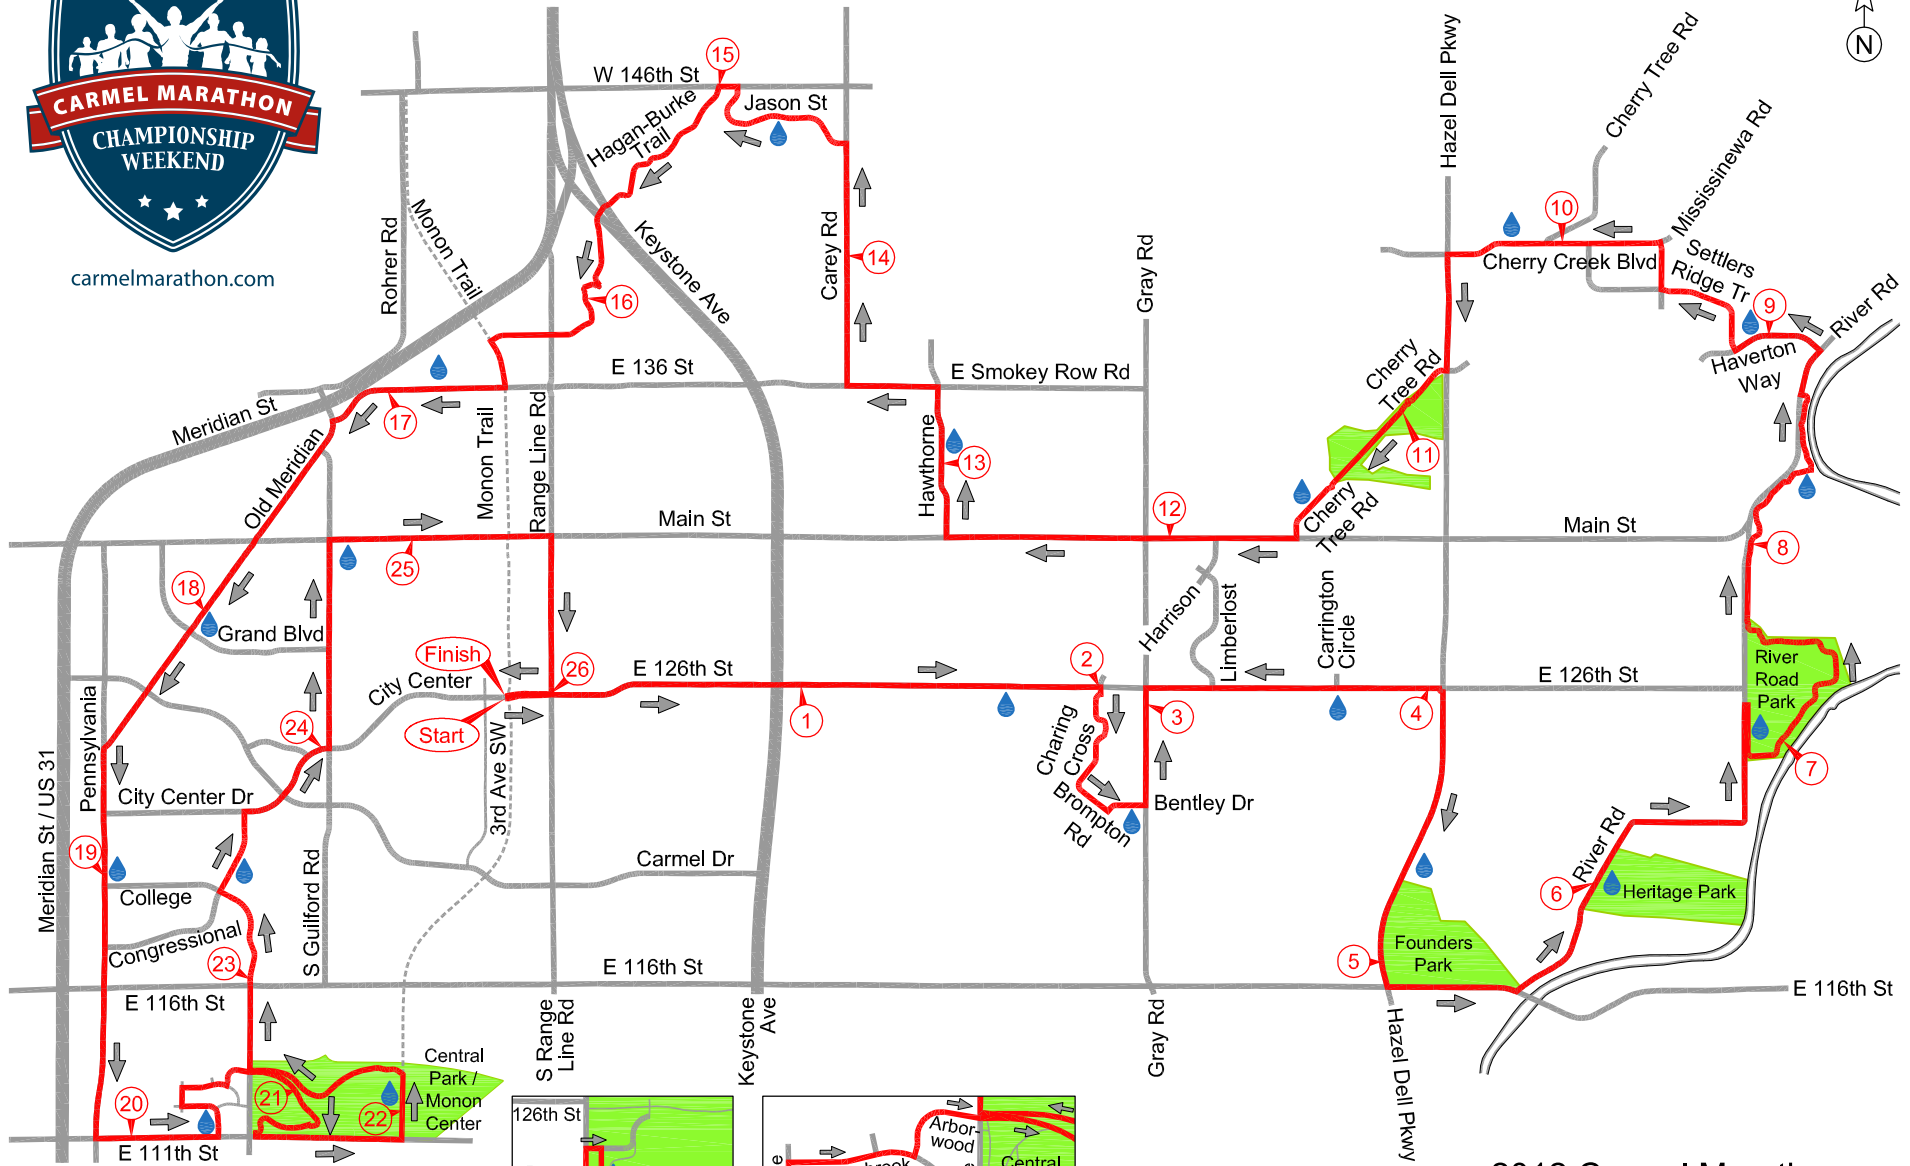 CARMEL MARATHON
CHAMPIONSHIP
WEEKEND
carmelmarathon.com
N
W 146th St
15
Jason St
Hagan-Burke
Trail
Rohrer Rd
Monon Trail
Keystone Ave
16
Carey Rd
14
Gray Rd
Hazel Dell Pkwy
Cherry Tree Rd
Mississinewa Rd
10
Cherry Creek Blvd
Settlers
Ridge Tr
9
River Rd
Haverton
Way
Meridian St
E 136 St
E Smokey Row Rd
17
Old Meridian
Monon Trail
Range Line Rd
Hawthorne
13
Cherry
Tree Rd
11
Cherry
Tree Rd
12
Main St
Main St
8
25
18
Grand Blvd
Harrison
Limberlost
Carrington
Circle
Finish
Start
City Center
26
E 126th St
1
2
Charing
Cross
Brompton
Rd
3
Bentley Dr
4
E 126th St
River
Road
Park
7
24
3rd Ave SW
Pennsylvania
City Center Dr
Meridian St / US 31
19
College
Congressional
S Guilford Rd
Carmel Dr
River Rd
6
Heritage Park
Founders
Park
5
23
E 116th St
E 116th St
E 116th St
S Range
Line Rd
Keystone
Ave
Gray Rd
Hazel Dell Pkwy
20
21
22
Central
Park /
Monon
Center
E 111th St
126th St
Arbor-
wood
Central